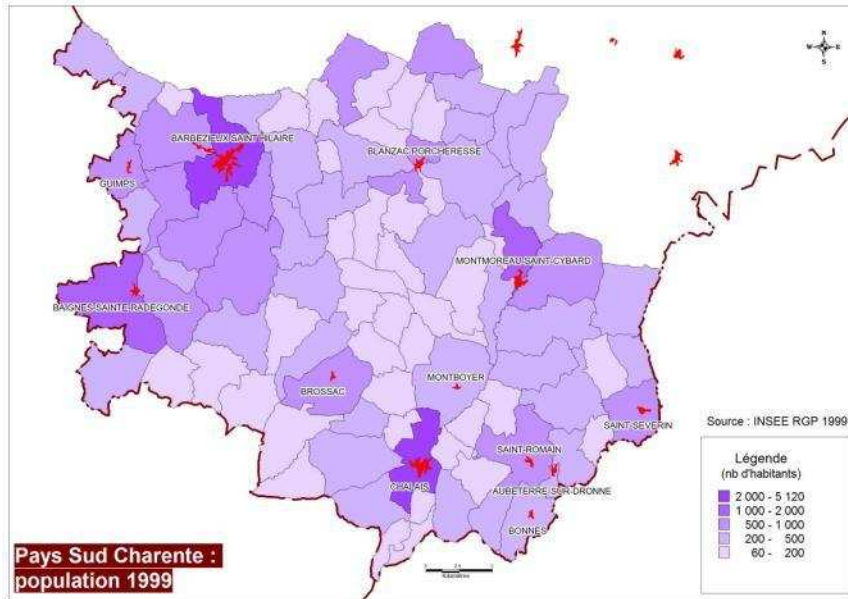 N
W E
S
BARBEZIEUX SAINT HILAIRE
BLANZAC-PORCHERESSE
GUIMPS
MONTMOREAU-SAINT-CYBARD
BAIGNES-SAINTE-RADEGONDE
BROSSAC
MONTBOYER
SAINT-SEVERIN
Source : INSEE RGP 1999
SAINT-ROMAIN
CHALAIS
AUBETERRE-SUR-DRONNE
BONNES
Légende
(nb d'habitants)
2 000 - 5 120
1 000 - 2 000
500 - 1 000
200 - 500
60 - 200
Pays Sud Charente :
population 1999
Kilomètres